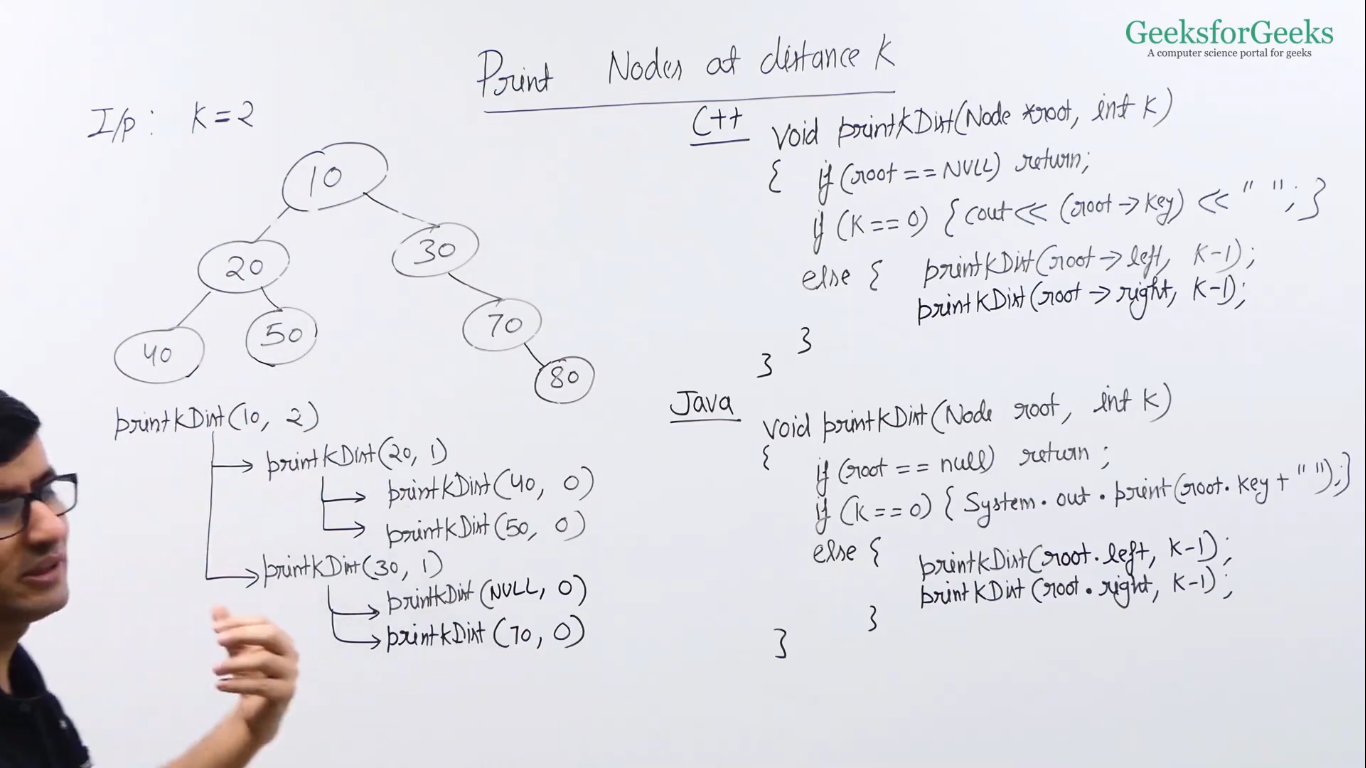 GeeksforGeeks
A computer science portal for geeks
Print Nodes at distance K
I/p: K=2
10
20
30
40
50
70
80
printKDist(10, 2)
printKDist(20, 1)
printKDist(40, 0)
printKDist(50, 0)
printKDist(30, 1)
printKDist(NULL, 0)
printKDist(70, 0)
C++
void printKDist(Node *root, int K)
{ if(root == NULL) return;
if (K == 0) { cout << (root->key) << " "; }
else { printKDist(root->left, K-1);
printKDist(root->right, K-1);
}
}
Java
void printKDist(Node root, int K)
{
if(root == null) return;
if (K == 0) { System.out.print(root.key + " "); }
else { printKDist(root.left, K-1);
printKDist(root.right, K-1);
}
}